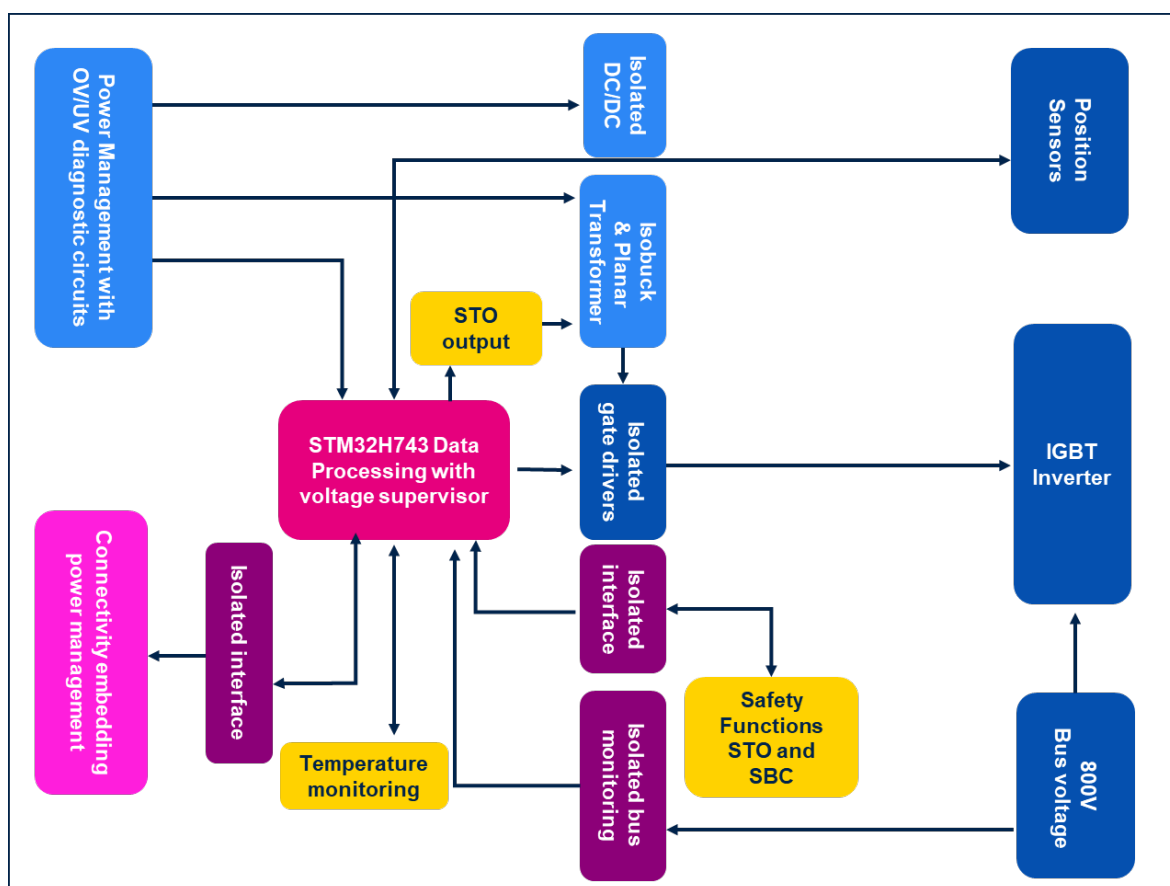 Power Management with
OV/UV diagnostic circuits
Isolated
DC/DC
Position
Sensors
Isobuck
& Planar
Transformer
STO
output
STM32H743 Data
Processing with
voltage supervisor
Isolated
gate drivers
IGBT
Inverter
Connectivity embedding
power management
Isolated interface
Isolated
interface
Temperature
monitoring
Isolated bus
monitoring
Safety
Functions
STO and
SBC
800V
Bus voltage